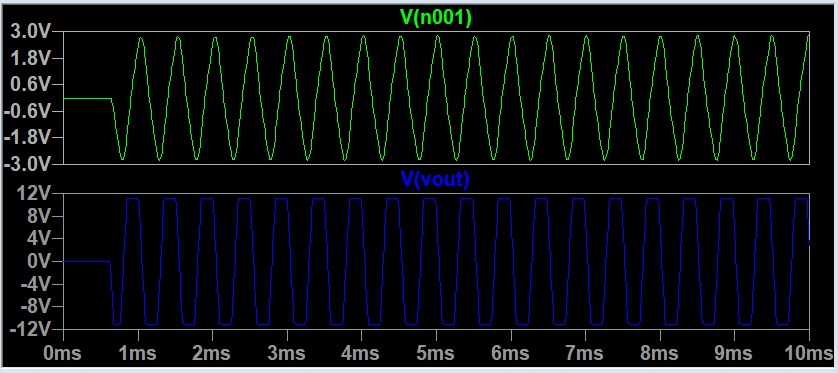 V(n001)
3.0V
1.8V
0.6V
-0.6V
-1.8V
-3.0V
V(vout)
12V
8V
4V
0V
-4V
-8V
-12V
0ms 1ms 2ms 3ms 4ms 5ms 6ms 7ms 8ms 9ms 10ms